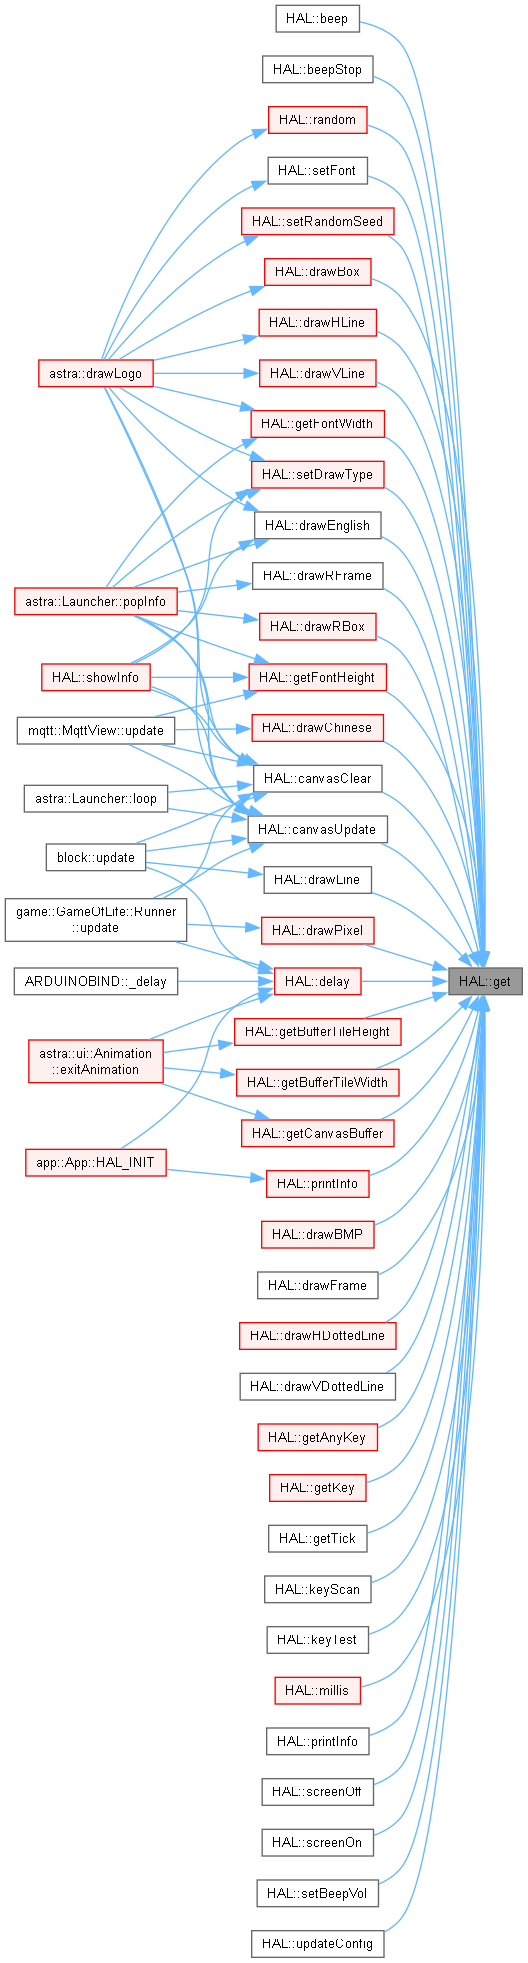 HAL::beep
HAL::beepStop
HAL::random
HAL::setFont
HAL::setRandomSeed
HAL::drawBox
HAL::drawHLine
astra::drawLogo
HAL::drawVLine
HAL::getFontWidth
HAL::setDrawType
HAL::drawEnglish
HAL::drawRFrame
astra::Launcher::popInfo
HAL::drawRBox
HAL::showInfo
HAL::getFontHeight
mqtt::MqttView::update
HAL::drawChinese
HAL::canvasClear
astra::Launcher::loop
HAL::canvasUpdate
block::update
HAL::drawLine
game::GameOfLife::Runner
::update
HAL::drawPixel
ARDUINOBIND::_delay
HAL::delay
HAL::get
HAL::getBufferTileHeight
astra::ui::Animation
::exitAnimation
HAL::getBufferTileWidth
HAL::getCanvasBuffer
app::App::HAL_INIT
HAL::printInfo
HAL::drawBMP
HAL::drawFrame
HAL::drawHDottedLine
HAL::drawVDottedLine
HAL::getAnyKey
HAL::getKey
HAL::getTick
HAL::keyScan
HAL::keyTest
HAL::millis
HAL::printInfo
HAL::screenOff
HAL::screenOn
HAL::setBeepVol
HAL::updateConfig